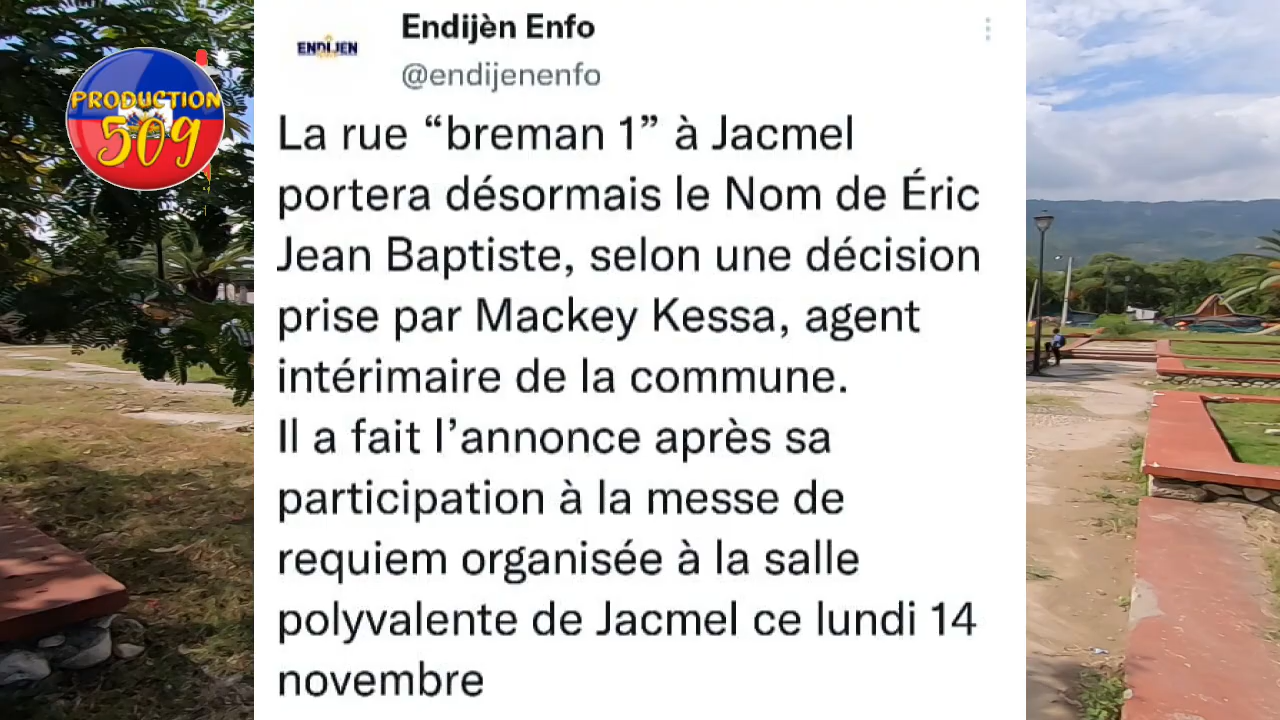 PRODUCTION
509
ENDIJEN
Endijèn Enfo
@endijenenfo
La rue “breman 1” à Jacmel
portera désormais le Nom de Éric
Jean Baptiste, selon une décision
prise par Mackey Kessa, agent
intérimaire de la commune.
Il a fait l’annonce après sa
participation à la messe de
requiem organisée à la salle
polyvalente de Jacmel ce lundi 14
novembre